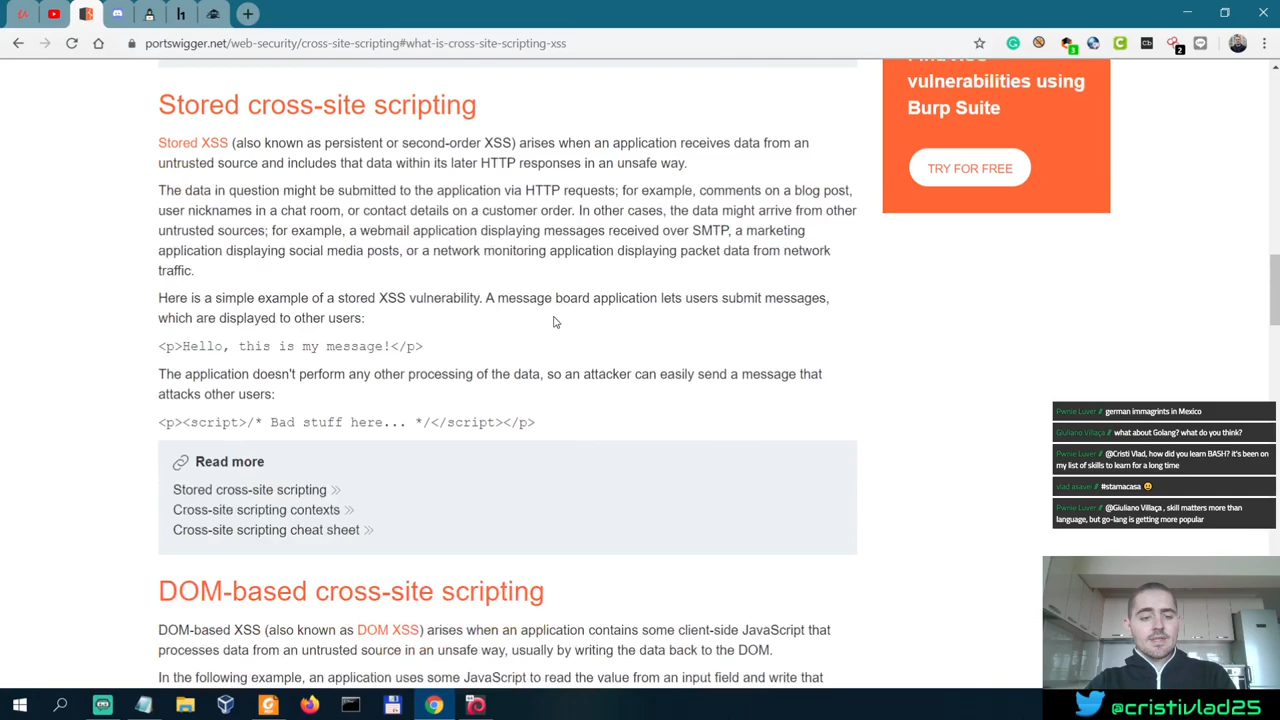 portswigger.net/web-security/cross-site-scripting#what-is-cross-site-scripting-xss
Stored cross-site scripting
Stored XSS (also known as persistent or second-order XSS) arises when an application receives data from an
untrusted source and includes that data within its later HTTP responses in an unsafe way.
The data in question might be submitted to the application via HTTP requests; for example, comments on a blog post,
user nicknames in a chat room, or contact details on a customer order. In other cases, the data might arrive from other
untrusted sources; for example, a webmail application displaying messages received over SMTP, a marketing
application displaying social media posts, or a network monitoring application displaying packet data from network
traffic.
Here is a simple example of a stored XSS vulnerability. A message board application lets users submit messages,
which are displayed to other users:
<p>Hello, this is my message!</p>
The application doesn't perform any other processing of the data, so an attacker can easily send a message that
attacks other users:
<p><script>/* Bad stuff here... */</script></p>
Read more
Stored cross-site scripting »
Cross-site scripting contexts »
Cross-site scripting cheat sheet »
DOM-based cross-site scripting
DOM-based XSS (also known as DOM XSS) arises when an application contains some client-side JavaScript that
processes data from an untrusted source in an unsafe way, usually by writing the data back to the DOM.
In the following example, an application uses some JavaScript to read the value from an input field and write that
vulnerabilities using
Burp Suite
TRY FOR FREE
Pwnie Luver // german immagrints in Mexico
Giuliano Villaça // what about Golang? what do you think?
Pwnie Luver // @Cristi Vlad, how did you learn BASH? it's been on
my list of skills to learn for a long time
vlad asavei // #stamacasa
Pwnie Luver // @Giuliano Villaça , skill matters more than
language, but go-lang is getting more popular
@cristivlad25